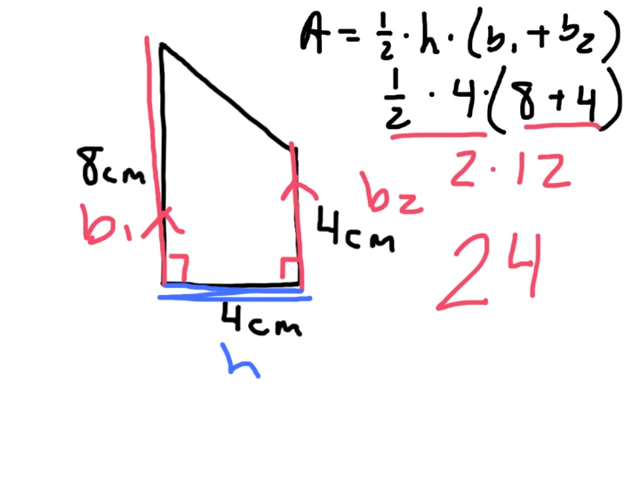 A = 1/2 · h · (b₁ + b₂)
1/2 · 4 · (8 + 4)
2 · 12
24
8cm
b₁
b₂
4cm
4cm
h